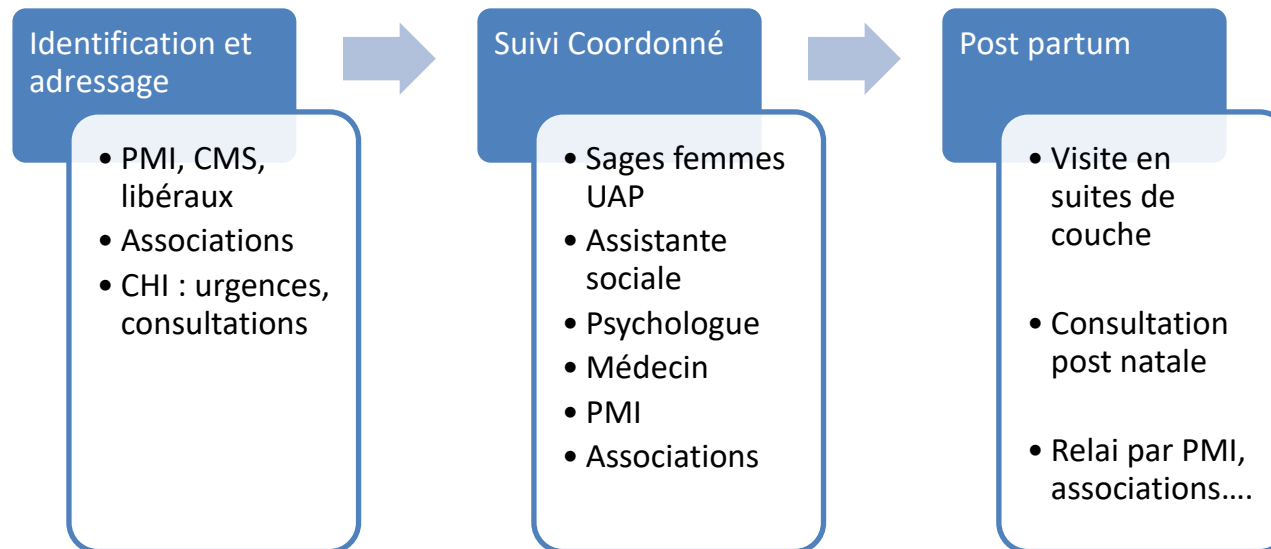 Identification et
adressage
• PMI, CMS,
libéraux
• Associations
• CHI : urgences,
consultations
Suivi Coordonné
• Sages femmes
UAP
• Assistante
sociale
• Psychologue
• Médecin
• PMI
• Associations
Post partum
• Visite en
suites de
couche
• Consultation
post natale
• Relai par PMI,
associations....